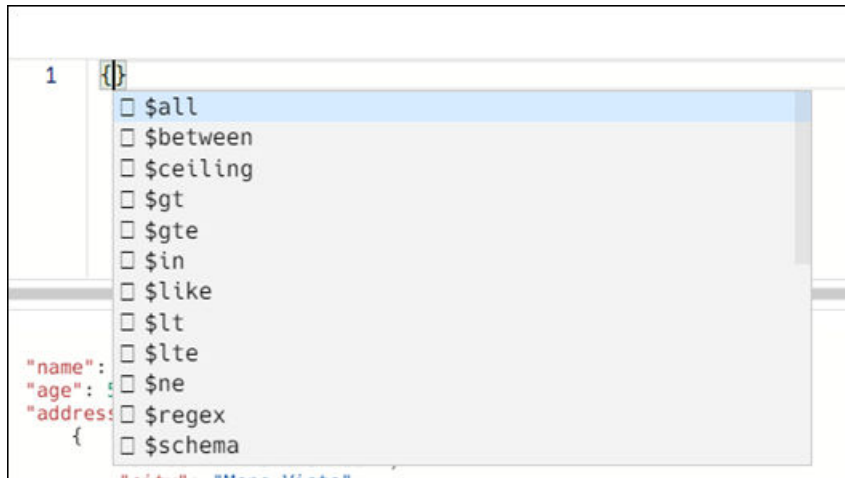 1 {}
$all
$between
$ceiling
$gt
$gte
$in
$like
$lt
$lte
$ne
$regex
$schema
"name":
"age":
{